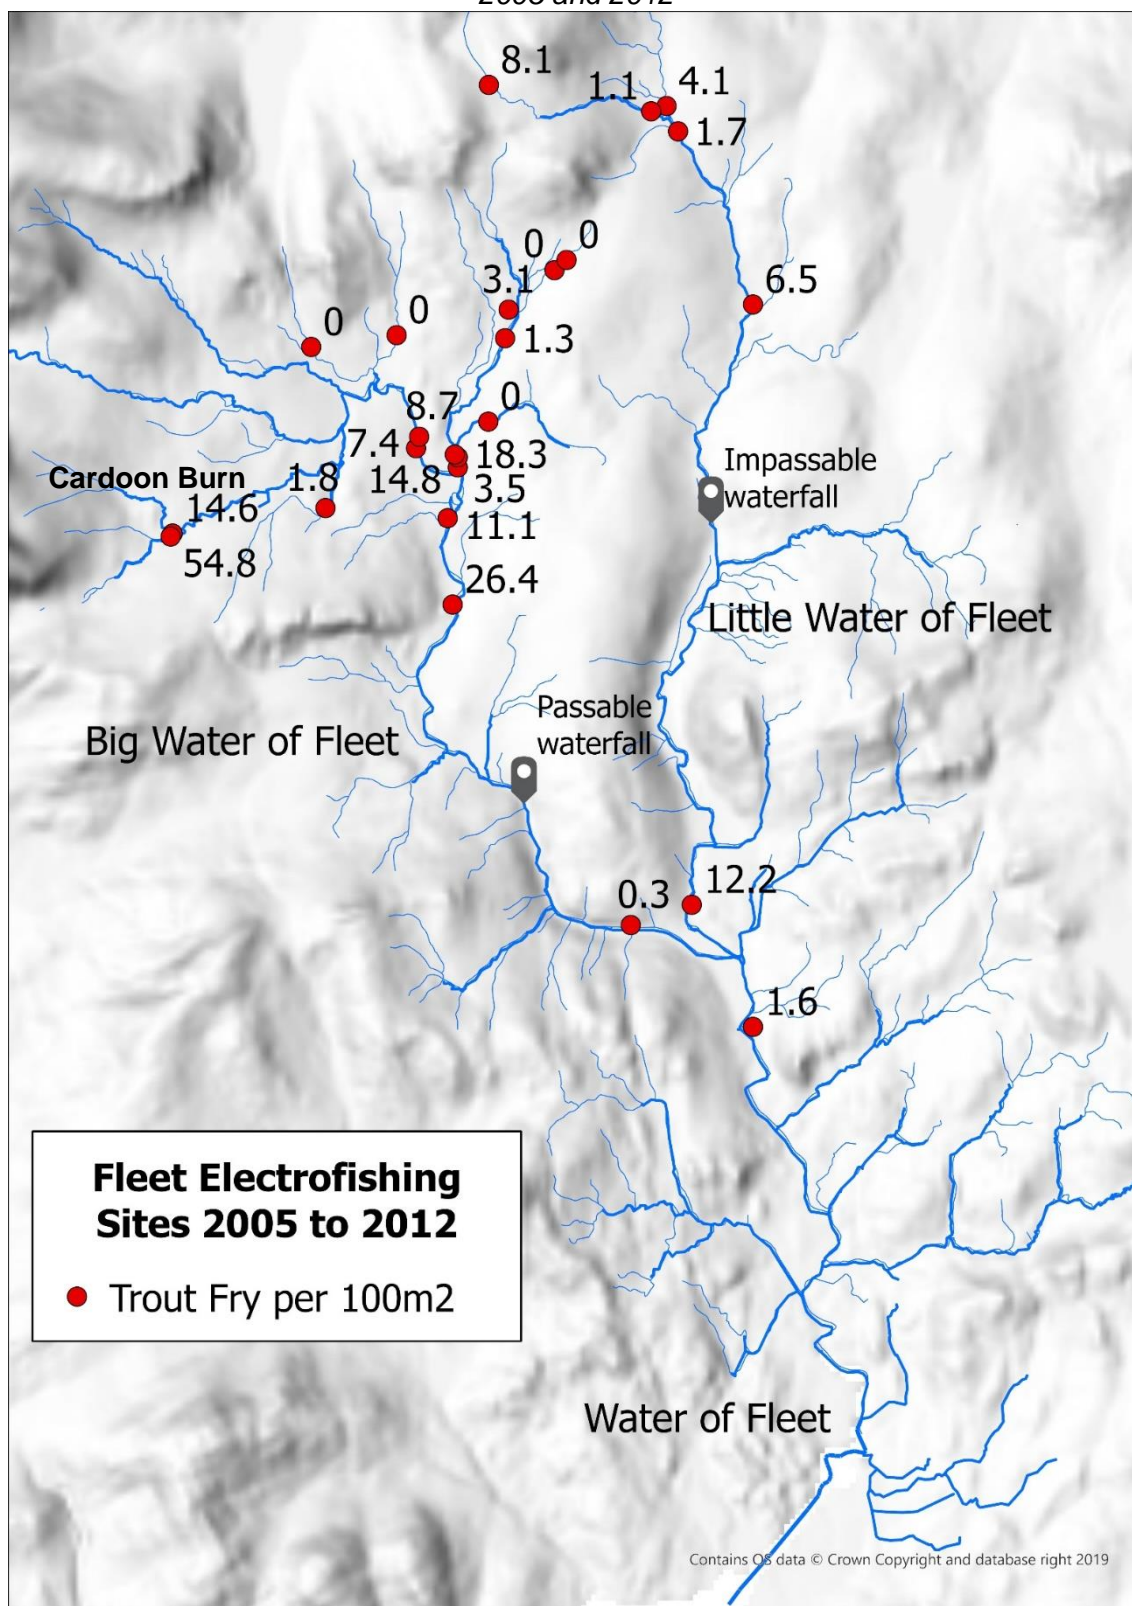 2005 and 2012
8.1
4.1
1.1
1.7
0
0
3.1
6.5
0
0
1.3
0
8.7
7.4
18.3
Impassable
waterfall
Cardoon Burn
1.8
14.8
3.5
14.6
11.1
54.8
26.4
Little Water of Fleet
Passable
waterfall
Big Water of Fleet
0.3
12.2
1.6
Fleet Electrofishing
Sites 2005 to 2012
Trout Fry per 100m2
Water of Fleet
Contains OS data © Crown Copyright and database right 2019